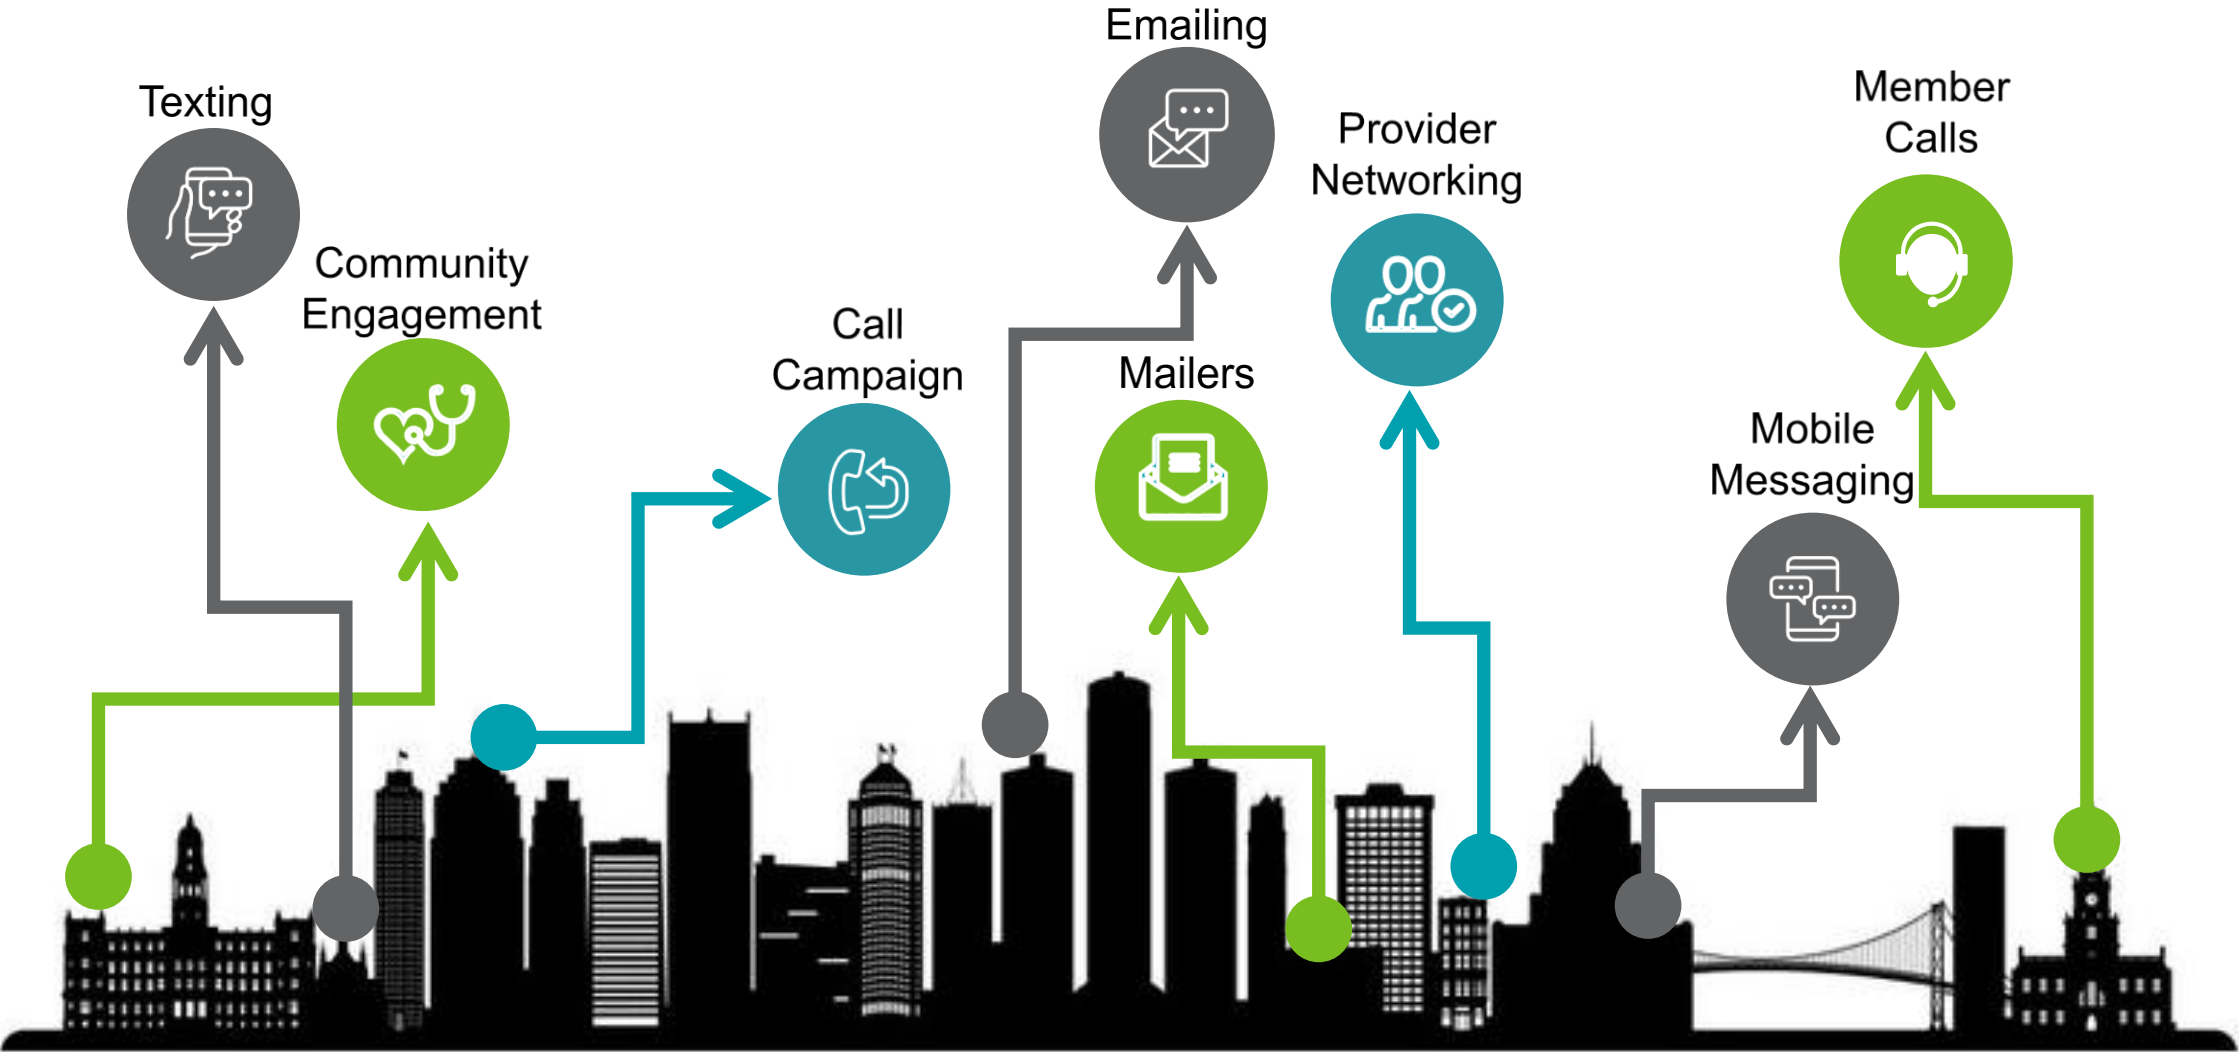 Texting
Community
Engagement
Call
Campaign
Emailing
Mailers
Provider
Networking
Mobile
Messaging
Member
Calls